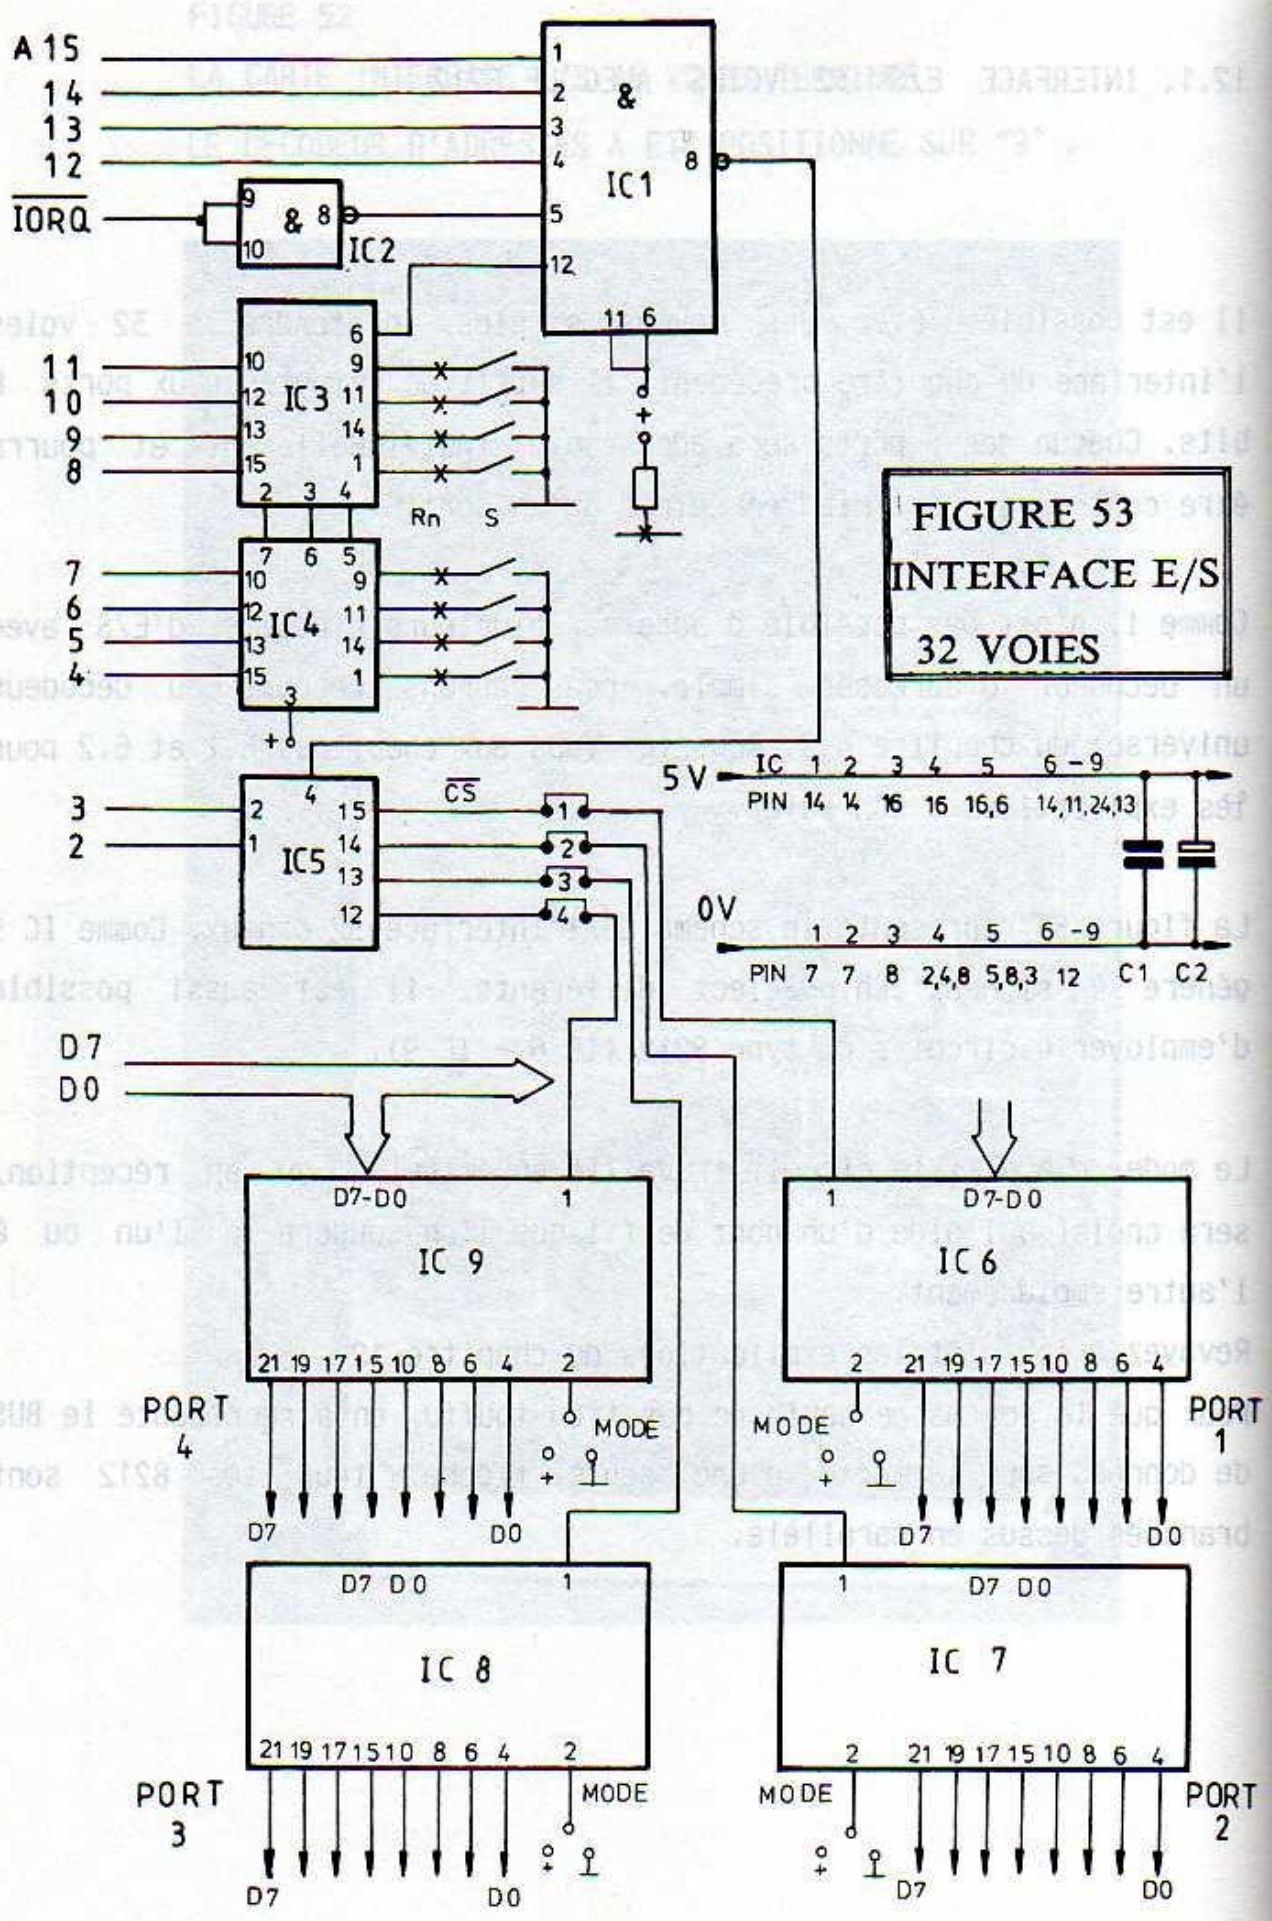 A 15
14
13
12
IORQ
1
2
3
4
5
12
&
IC1
8
11 6
9
10
& 8
IC2
+
11
10
9
8
10
12
13
15
IC3
6
9
11
14
1
2 3 4
Rn S
7
6
5
4
7 6 5
10
12
13
15
IC4
9
11
14
1
3
+
FIGURE 53
INTERFACE E/S
32 VOIES
3
2
2
1
4
IC5
15
14
13
12
CS
1
2
3
4
5V IC 1 2 3 4 5 6-9
PIN 14 14 16 16 16,6 14,11,24,13
0V
1 2 3 4 5 6-9
PIN 7 7 8 2,4,8 5,8,3 12 C1 C2
D7
D0
D7-D0 1
IC 9
21 19 17 15 10 8 6 4 2
PORT
4
MODE
+
D7 D0
1 D7-D0
IC 6
2 21 19 17 15 10 8 6 4
PORT
1
MODE
+
D7 D0
D7 D0 1
IC 8
21 19 17 15 10 8 6 4 2
PORT
3
MODE
+
D7 D0
1 D7 D0
IC 7
2 21 19 17 15 10 8 6 4
MODE
PORT
2
+
D7 D0